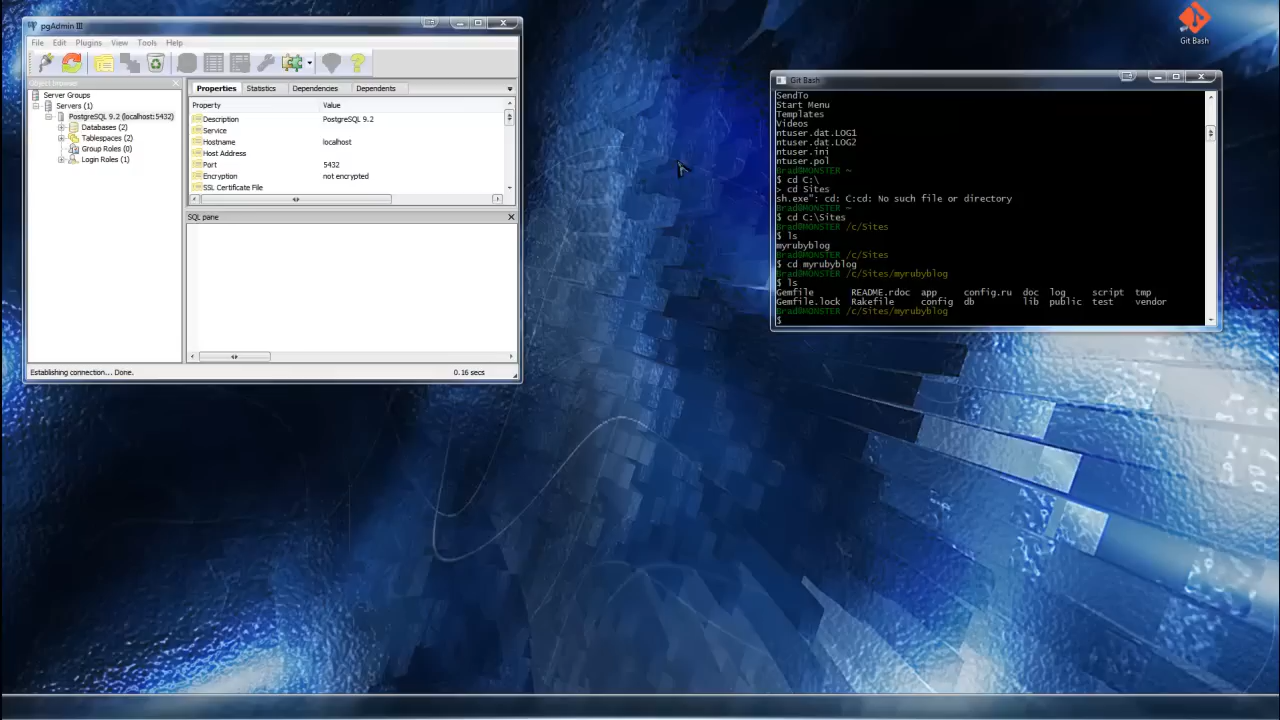 pgAdmin III
File Edit Plugins View Tools Help
Object browser
Server Groups
Servers (1)
PostgreSQL 9.2 (localhost:5432)
Databases (2)
Tablespaces (2)
Group Roles (0)
Login Roles (1)
Properties Statistics Dependencies Dependents
Property Value
Description PostgreSQL 9.2
Service
Hostname localhost
Host Address
Port 5432
Encryption not encrypted
SSL Certificate File
SQL pane
Establishing connection... Done. 0.16 secs
Git Bash
Git Bash
SendTo
Start Menu
Templates
Videos
ntuser.dat.LOG1
ntuser.dat.LOG2
ntuser.ini
ntuser.pol
Brad@MONSTER ~
$ cd C:\
> cd Sites
sh.exe": cd: C:cd: No such file or directory
Brad@MONSTER ~
$ cd C:\Sites
Brad@MONSTER /c/Sites
$ ls
myrubyblog
Brad@MONSTER /c/Sites
$ cd myrubyblog
Brad@MONSTER /c/Sites/myrubyblog
$ ls
Gemfile README.rdoc app config.ru doc log script tmp
Gemfile.lock Rakefile config db lib public test vendor
Brad@MONSTER /c/Sites/myrubyblog
$